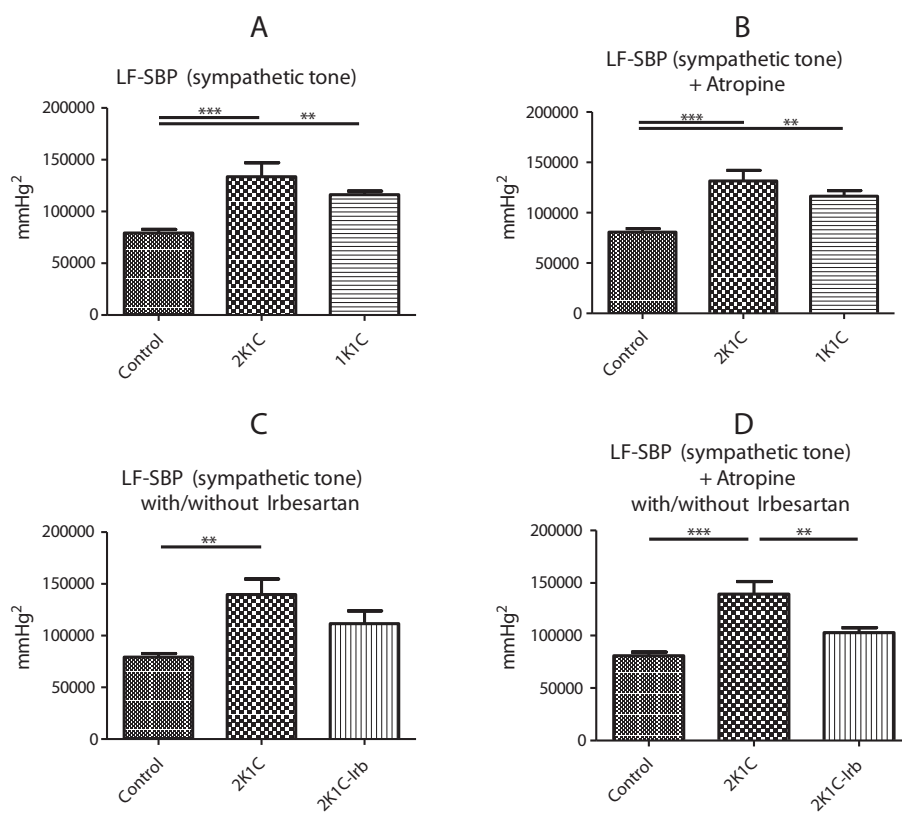 A
LF-SBP (sympathetic tone)
200000
150000
100000
50000
0
mmHg²
***
**
Control
2K1C
1K1C
B
LF-SBP (sympathetic tone)
+ Atropine
200000
150000
100000
50000
0
mmHg²
***
**
Control
2K1C
1K1C
C
LF-SBP (sympathetic tone)
with/without Irbesartan
200000
150000
100000
50000
0
mmHg²
**
Control
2K1C
2K1C-Irb
D
LF-SBP (sympathetic tone)
+ Atropine
with/without Irbesartan
200000
150000
100000
50000
0
mmHg²
***
**
Control
2K1C
2K1C-Irb